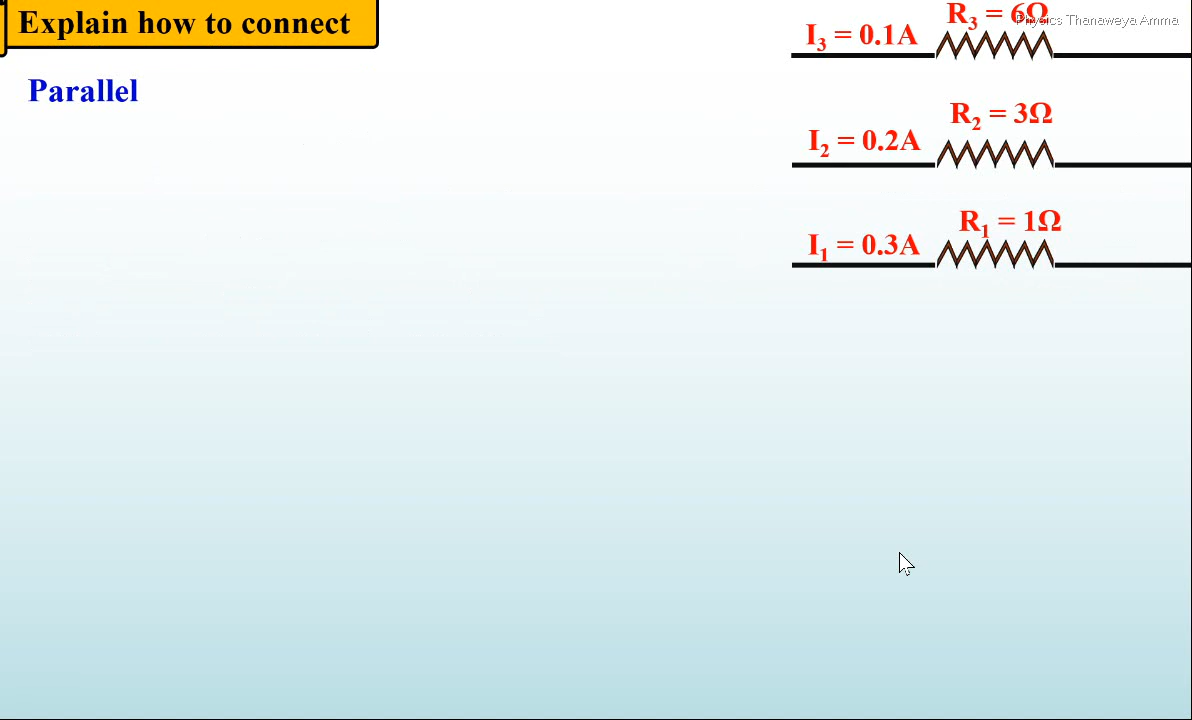 Explain how to connect
Parallel
R₃ = 6Ω
Physics Thanaweya Amma
I₃ = 0.1A
R₂ = 3Ω
I₂ = 0.2A
R₁ = 1Ω
I₁ = 0.3A